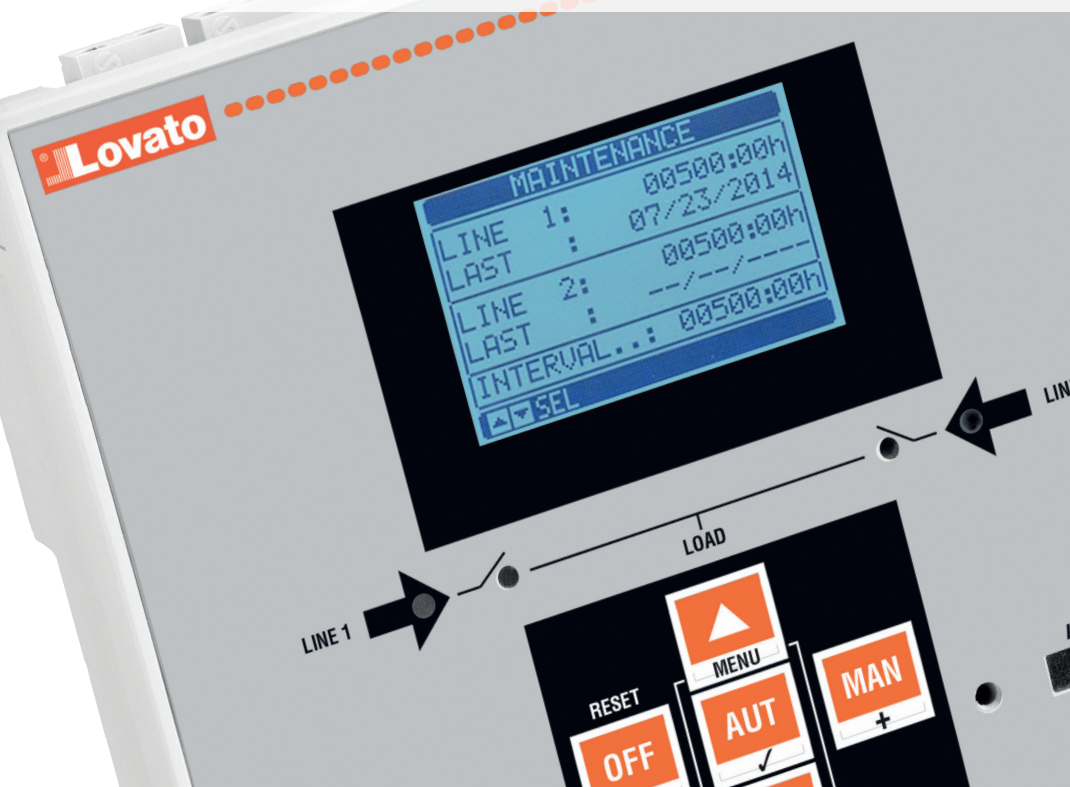 Lovato
MAINTENANCE
LINE 1: 00500:00h
LAST : 07/23/2014
LINE 2: 00500:00h
LAST : --/--/----
INTERVAL..: 00500:00h
▲▼ SEL
LOAD
LINE 1
MENU
RESET
OFF
AUT
✓
MAN
+